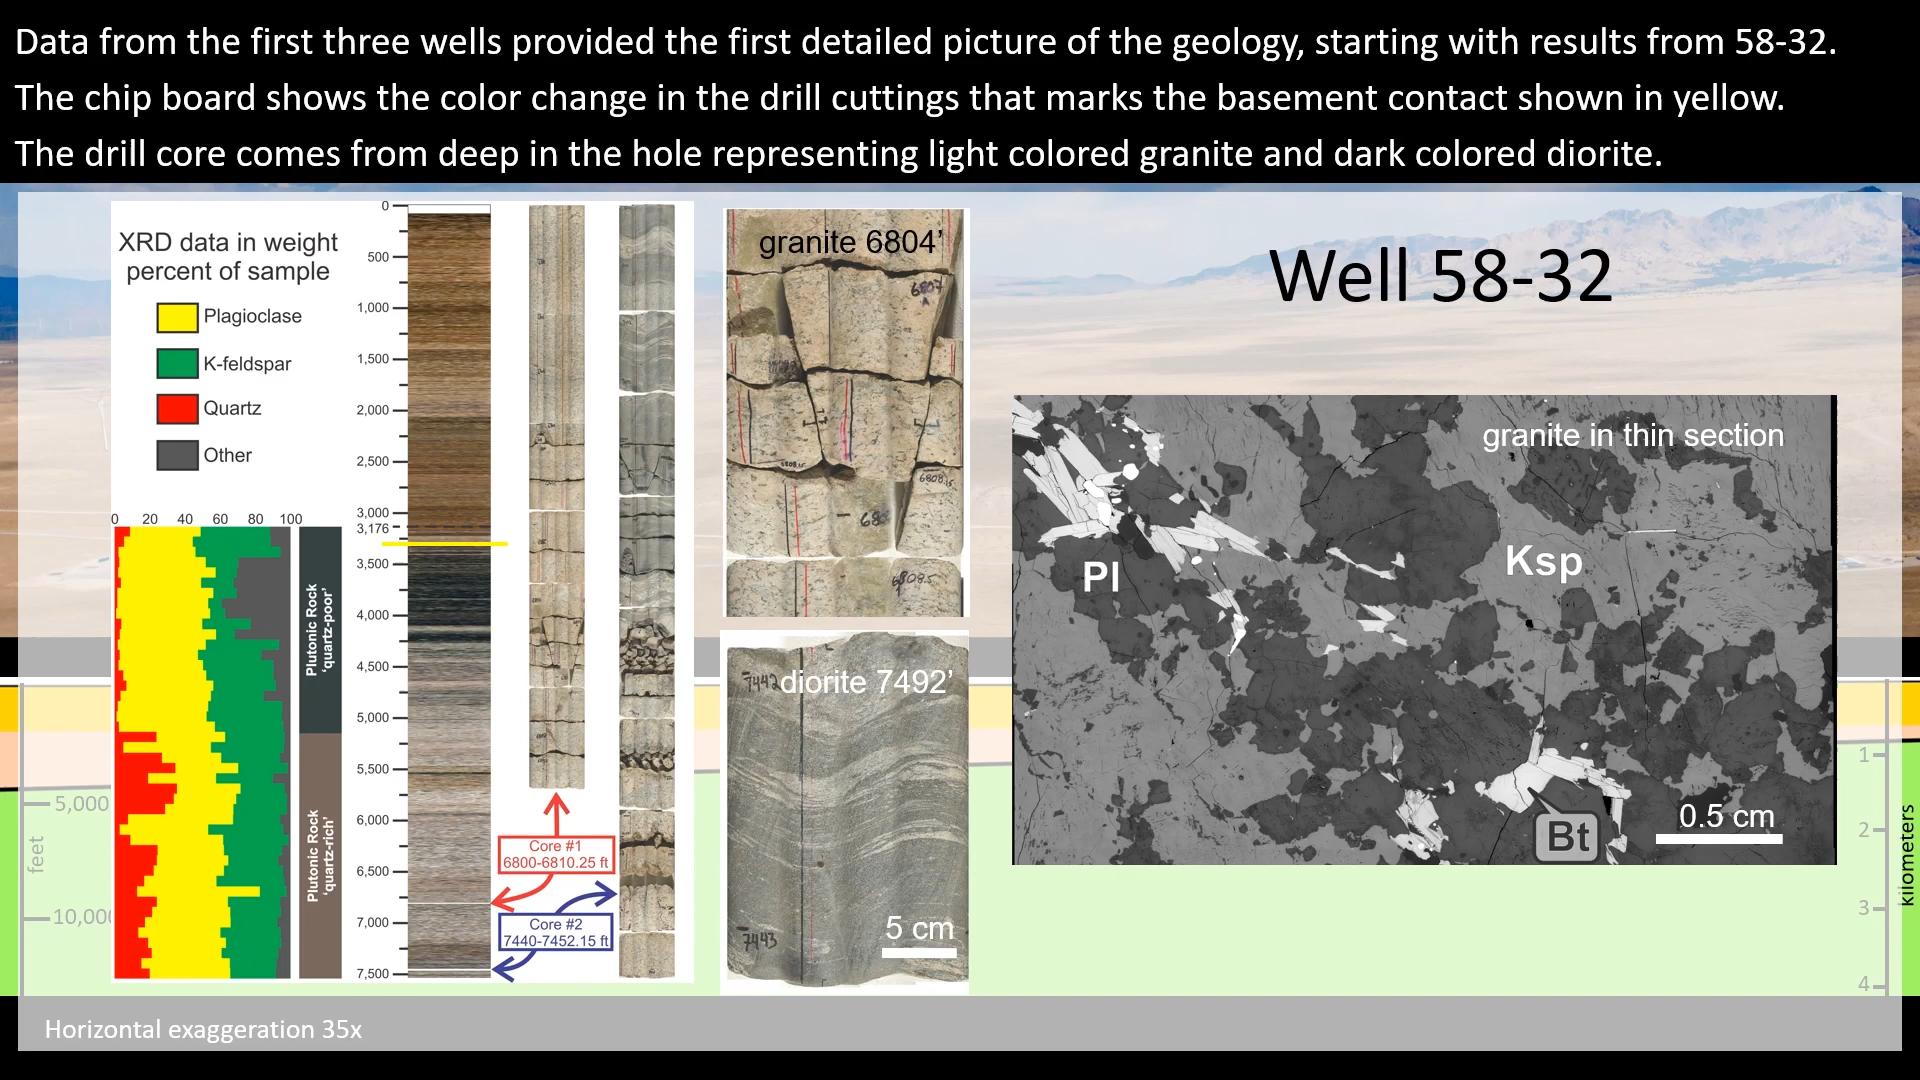 Data from the first three wells provided the first detailed picture of the geology, starting with results from 58-32.
The chip board shows the color change in the drill cuttings that marks the basement contact shown in yellow.
The drill core comes from deep in the hole representing light colored granite and dark colored diorite.
Well 58-32
XRD data in weight
percent of sample
Plagioclase
K-feldspar
Quartz
Other
0 20 40 60 80 100
Plutonic Rock
'quartz-poor'
Plutonic Rock
'quartz-rich'
0
500
1,000
1,500
2,000
2,500
3,000
3,176
3,500
4,000
4,500
5,000
5,500
6,000
6,500
7,000
7,500
Core #1
6800-6810.25 ft
Core #2
7440-7452.15 ft
granite 6804’
6807
6808.15
6808.5
diorite 7492’
7442
7443
5 cm
granite in thin section
Pl
Ksp
Bt
0.5 cm
5,000
10,000
feet
1
2
3
4
kilometers
Horizontal exaggeration 35x